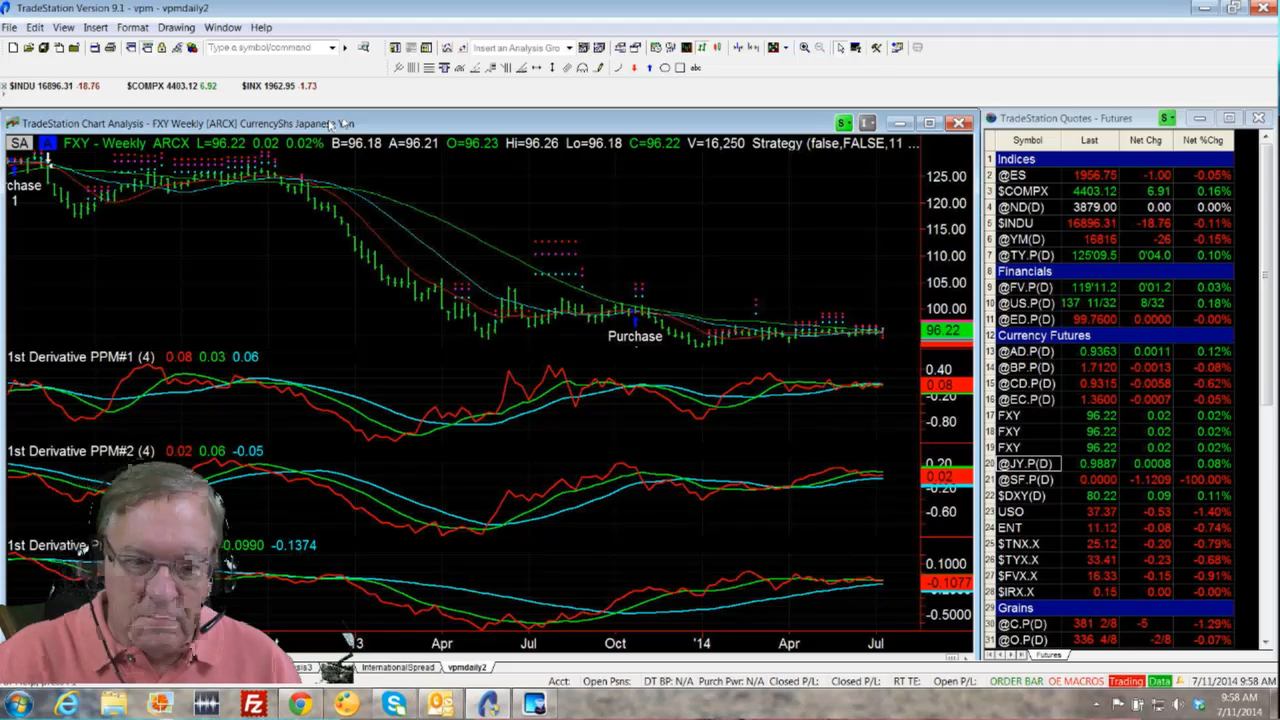 TradeStation Version 9.1 - vpm - vpmdaily2
File Edit View Insert Format Drawing Window Help
Type a symbol/command
Insert an Analysis Gro
abc
$INDU 16896.31 -18.76 $COMPX 4403.12 6.92 $INX 1962.95 -1.73
TradeStation Chart Analysis - FXY Weekly [ARCX] CurrencyShs Japanese Yen
SA A FXY - Weekly ARCX L=96.22 0.02 0.02% B=96.18 A=96.21 O=96.23 Hi=96.26 Lo=96.18 C=96.22 V=16,250 Strategy (false,FALSE,11 ...
chase
1
125.00
120.00
115.00
110.00
105.00
100.00
96.22
Purchase
1st Derivative PPM#1 (4) 0.08 0.03 0.06
0.40
0.08
-0.20
-0.80
1st Derivative PPM#2 (4) 0.02 0.06 -0.05
0.20
0.02
-0.20
-0.60
1st Derivative 0.0990 -0.1374
0.1000
-0.1077
-0.5000
Apr Jul Oct '14 Apr Jul
InternationalSpread vpmdaily2
TradeStation Quotes - Futures
Symbol Last Net Chg Net %Chg
1 Indices
2 @ES 1956.75 -1.00 -0.05%
3 $COMPX 4403.12 6.91 0.16%
4 @ND(D) 3879.00 0.00 0.00%
5 $INDU 16896.31 -18.76 -0.11%
6 @YM(D) 16816 -26 -0.15%
7 @TY.P(D) 125'09.5 0'04.0 0.10%
8 Financials
9 @FV.P(D) 119'11.2 0'01.2 0.03%
10 @US.P(D) 137 11/32 8/32 0.18%
11 @ED.P(D) 99.7600 0.0000 -0.00%
12 Currency Futures
13 @AD.P(D) 0.9363 0.0011 0.12%
14 @BP.P(D) 1.7120 -0.0013 -0.08%
15 @CD.P(D) 0.9315 -0.0058 -0.62%
16 @EC.P(D) 1.3600 -0.0007 -0.05%
17 FXY 96.22 0.02 0.02%
18 FXY 96.22 0.02 0.02%
19 FXY 96.22 0.02 0.02%
20 @JY.P(D) 0.9887 0.0008 0.08%
21 @SF.P(D) 0.0000 -1.1209 -100.00%
22 $DXY(D) 80.22 0.09 0.11%
23 USO 37.37 -0.53 -1.40%
24 ENT 11.12 -0.08 -0.74%
25 $TNX.X 25.12 -0.20 -0.79%
26 $TYX.X 33.41 -0.23 -0.68%
27 $FVX.X 16.33 -0.15 -0.91%
28 $IRX.X 0.15 0.00 -0.00%
29 Grains
30 @C.P(D) 381 2/8 -5 -1.29%
31 @O.P(D) 336 4/8 -2/8 -0.07%
Futures
Acct: Open Psns: DT BP: N/A Purch Pwr: N/A Closed P/L: RT TE: Open P/L: ORDER BAR OE MACROS Trading Data 7/11/2014 9:58 AM
9:58 AM
7/11/2014